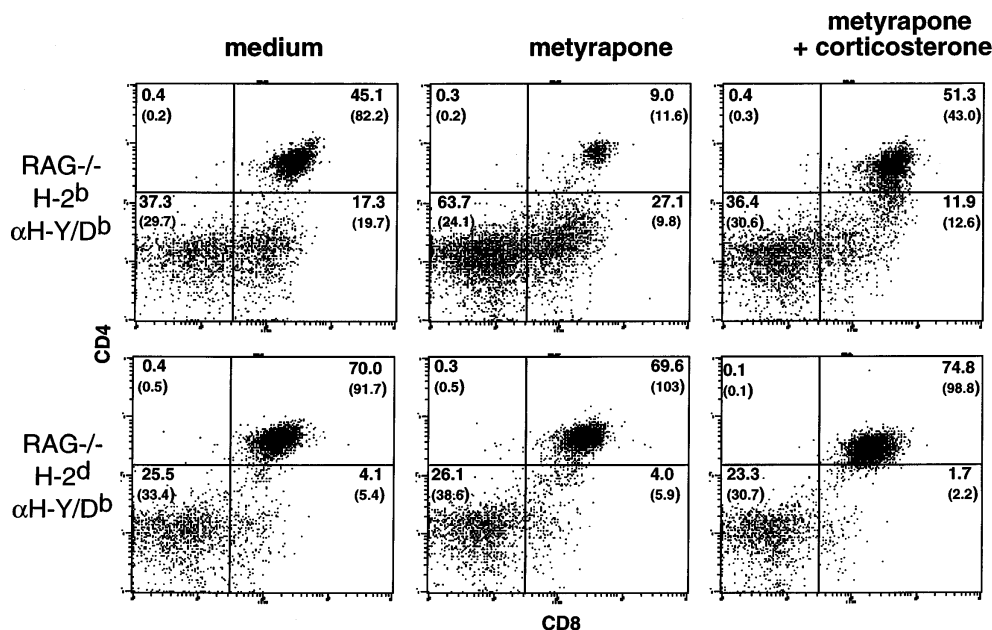 medium
metyrapone
metyrapone
+ corticosterone
RAG-/-
H-2b
αH-Y/Db
0.4 45.1
(0.2) (82.2)
37.3 17.3
(29.7) (19.7)
0.3 9.0
(0.2) (11.6)
63.7 27.1
(24.1) (9.8)
0.4 51.3
(0.3) (43.0)
36.4 11.9
(30.6) (12.6)
CD4
RAG-/-
H-2d
αH-Y/Db
0.4 70.0
(0.5) (91.7)
25.5 4.1
(33.4) (5.4)
0.3 69.6
(0.5) (103)
26.1 4.0
(38.6) (5.9)
0.1 74.8
(0.1) (98.8)
23.3 1.7
(30.7) (2.2)
CD8